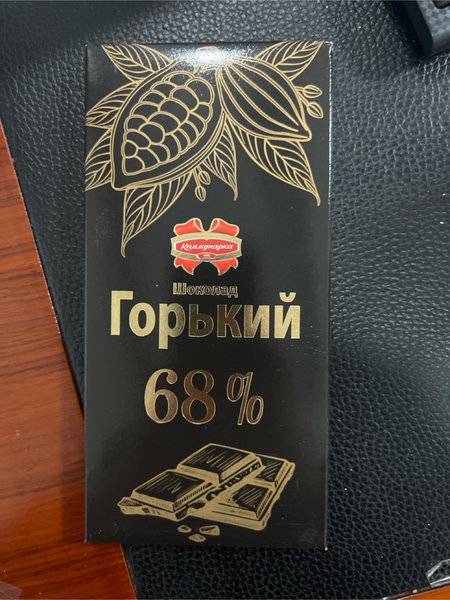 Коммунарка
Шоколад
Горький
68%